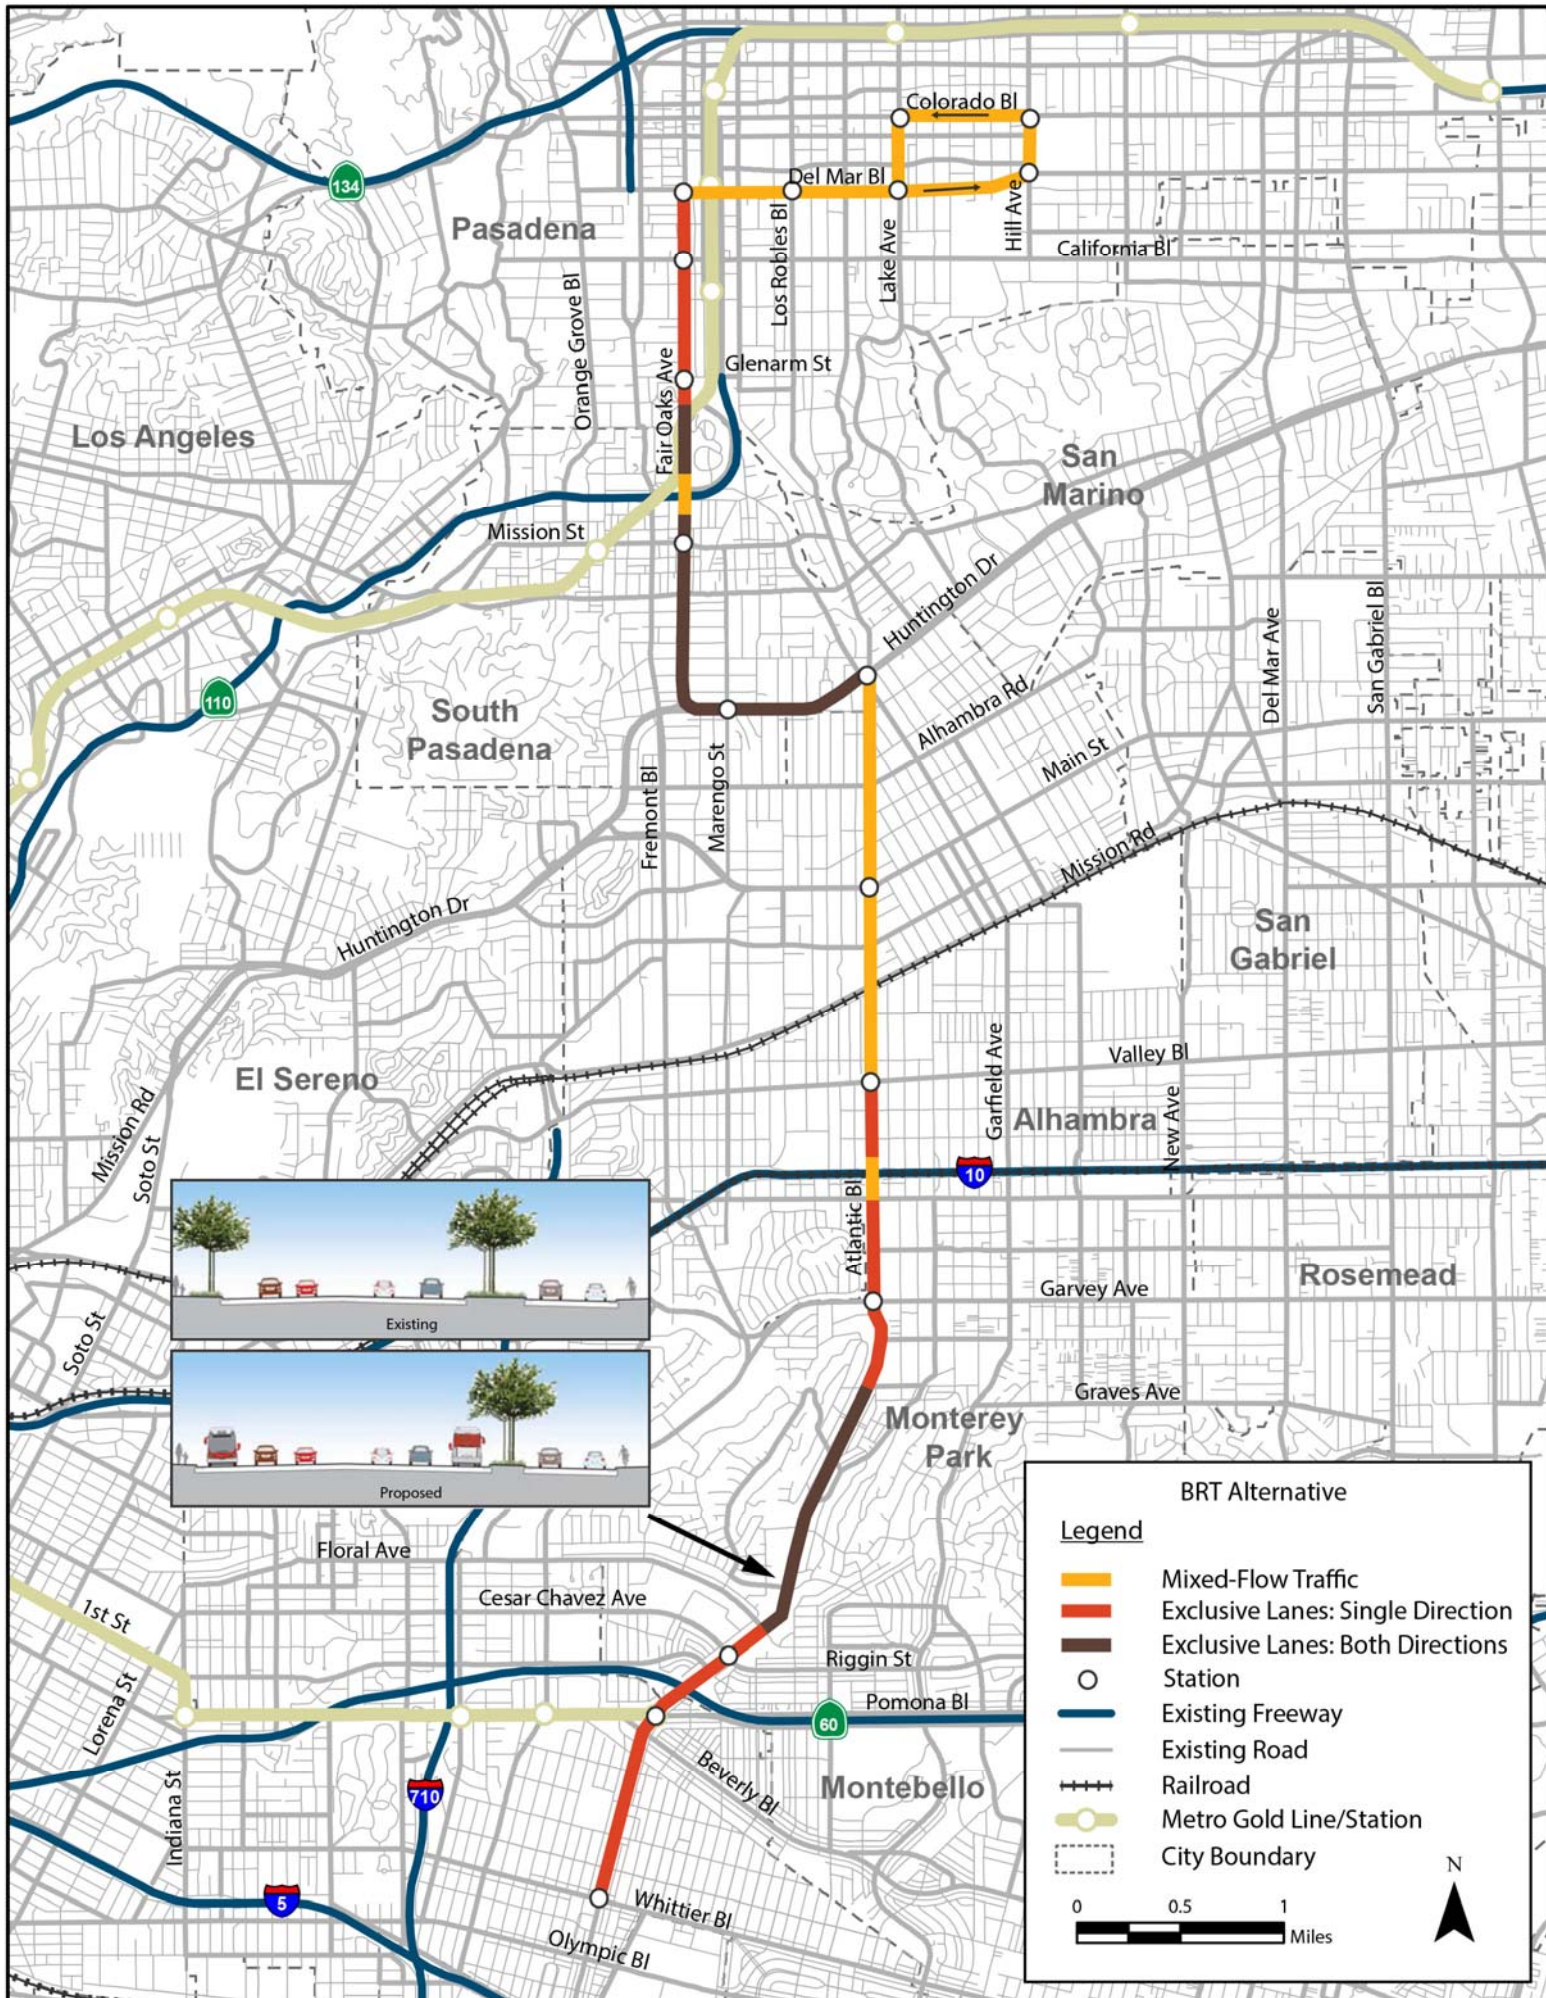 Colorado Bl
134
Del Mar Bl
Pasadena
Los Robles Bl
Lake Ave
Hill Ave
California Bl
Orange Grove Bl
Fair Oaks Ave
Glenarm St
Los Angeles
San
Marino
Mission St
Huntington Dr
Del Mar Ave
San Gabriel Bl
110
South
Pasadena
Alhambra Rd
Main St
Fremont Bl
Marengo St
Mission Rd
Huntington Dr
San
Gabriel
El Sereno
Garfield Ave
Valley Bl
Mission Rd
Soto St
Alhambra
New Ave
10
Atlantic Bl
Existing
Soto St
Garvey Ave
Rosemead
Graves Ave
Proposed
Monterey
Park
Floral Ave
Cesar Chavez Ave
1st St
Riggin St
Pomona Bl
60
Lorena St
Indiana St
710
Beverly Bl
Montebello
5
Whittier Bl
Olympic Bl
BRT Alternative
Legend
Mixed-Flow Traffic
Exclusive Lanes: Single Direction
Exclusive Lanes: Both Directions
Station
Existing Freeway
Existing Road
Railroad
Metro Gold Line/Station
City Boundary
N
0 0.5 1
Miles